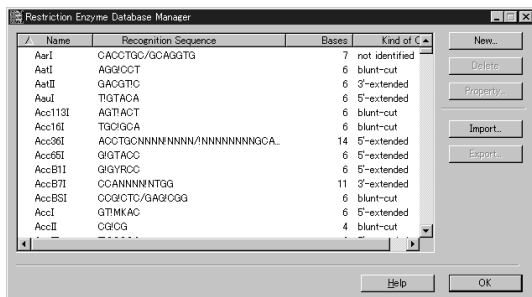 Restriction Enzyme Database Manager
Name Recognition Sequence Bases Kind of C
AarI CACCTGC/GCAGGTG 7 not identified
AatI AGG!CCT 6 blunt-cut
AatII GACGT!C 6 3'-extended
AauI T!GTACA 6 5'-extended
Acc113I AGT!ACT 6 blunt-cut
Acc16I TGC!GCA 6 blunt-cut
Acc36I ACCTGCNNNN!NNNN/!NNNNNNNNGCA... 14 5'-extended
Acc65I G!GTACC 6 5'-extended
AccB1I G!GYRCC 6 5'-extended
AccB7I CCANNNN!NTGG 11 3'-extended
AccBSI CCG!CTC/GAG!CGG 6 blunt-cut
AccI GT!MKAC 6 5'-extended
AccII CG!CG 4 blunt-cut
New...
Delete
Property...
Import...
Export...
Help OK